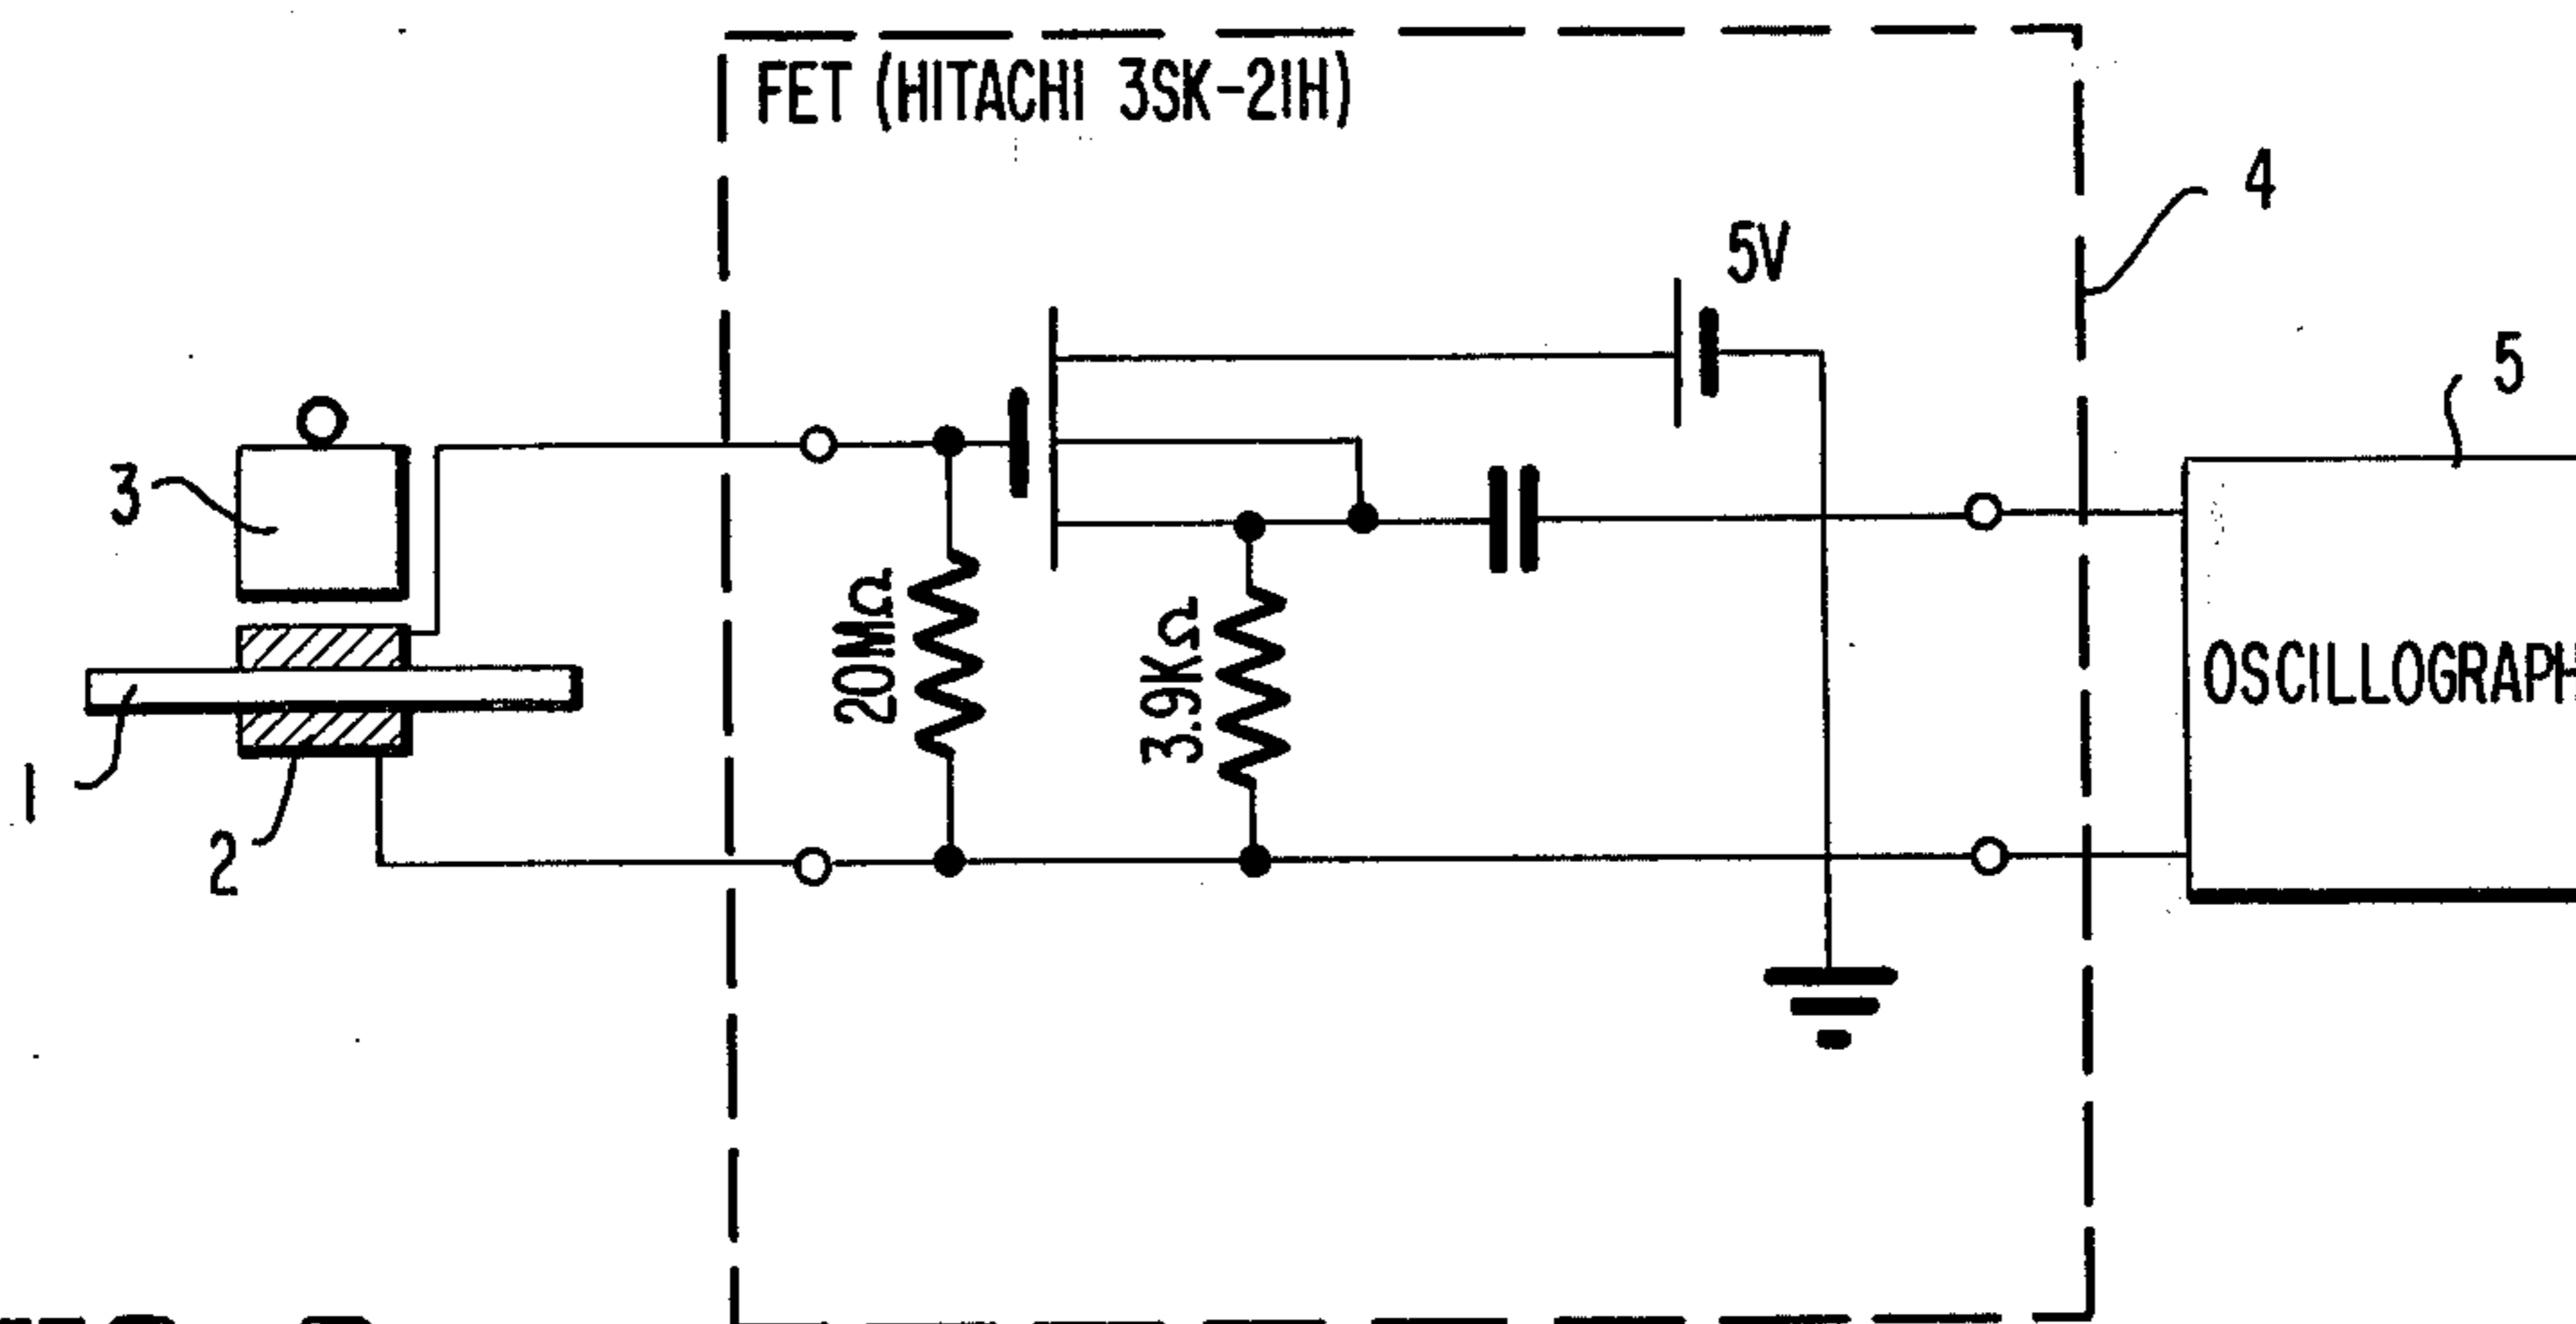 FET (HITACHI 3SK-21H)
4
5V
5
3
20MΩ
3.9KΩ
OSCILLOGRAPH
1
2